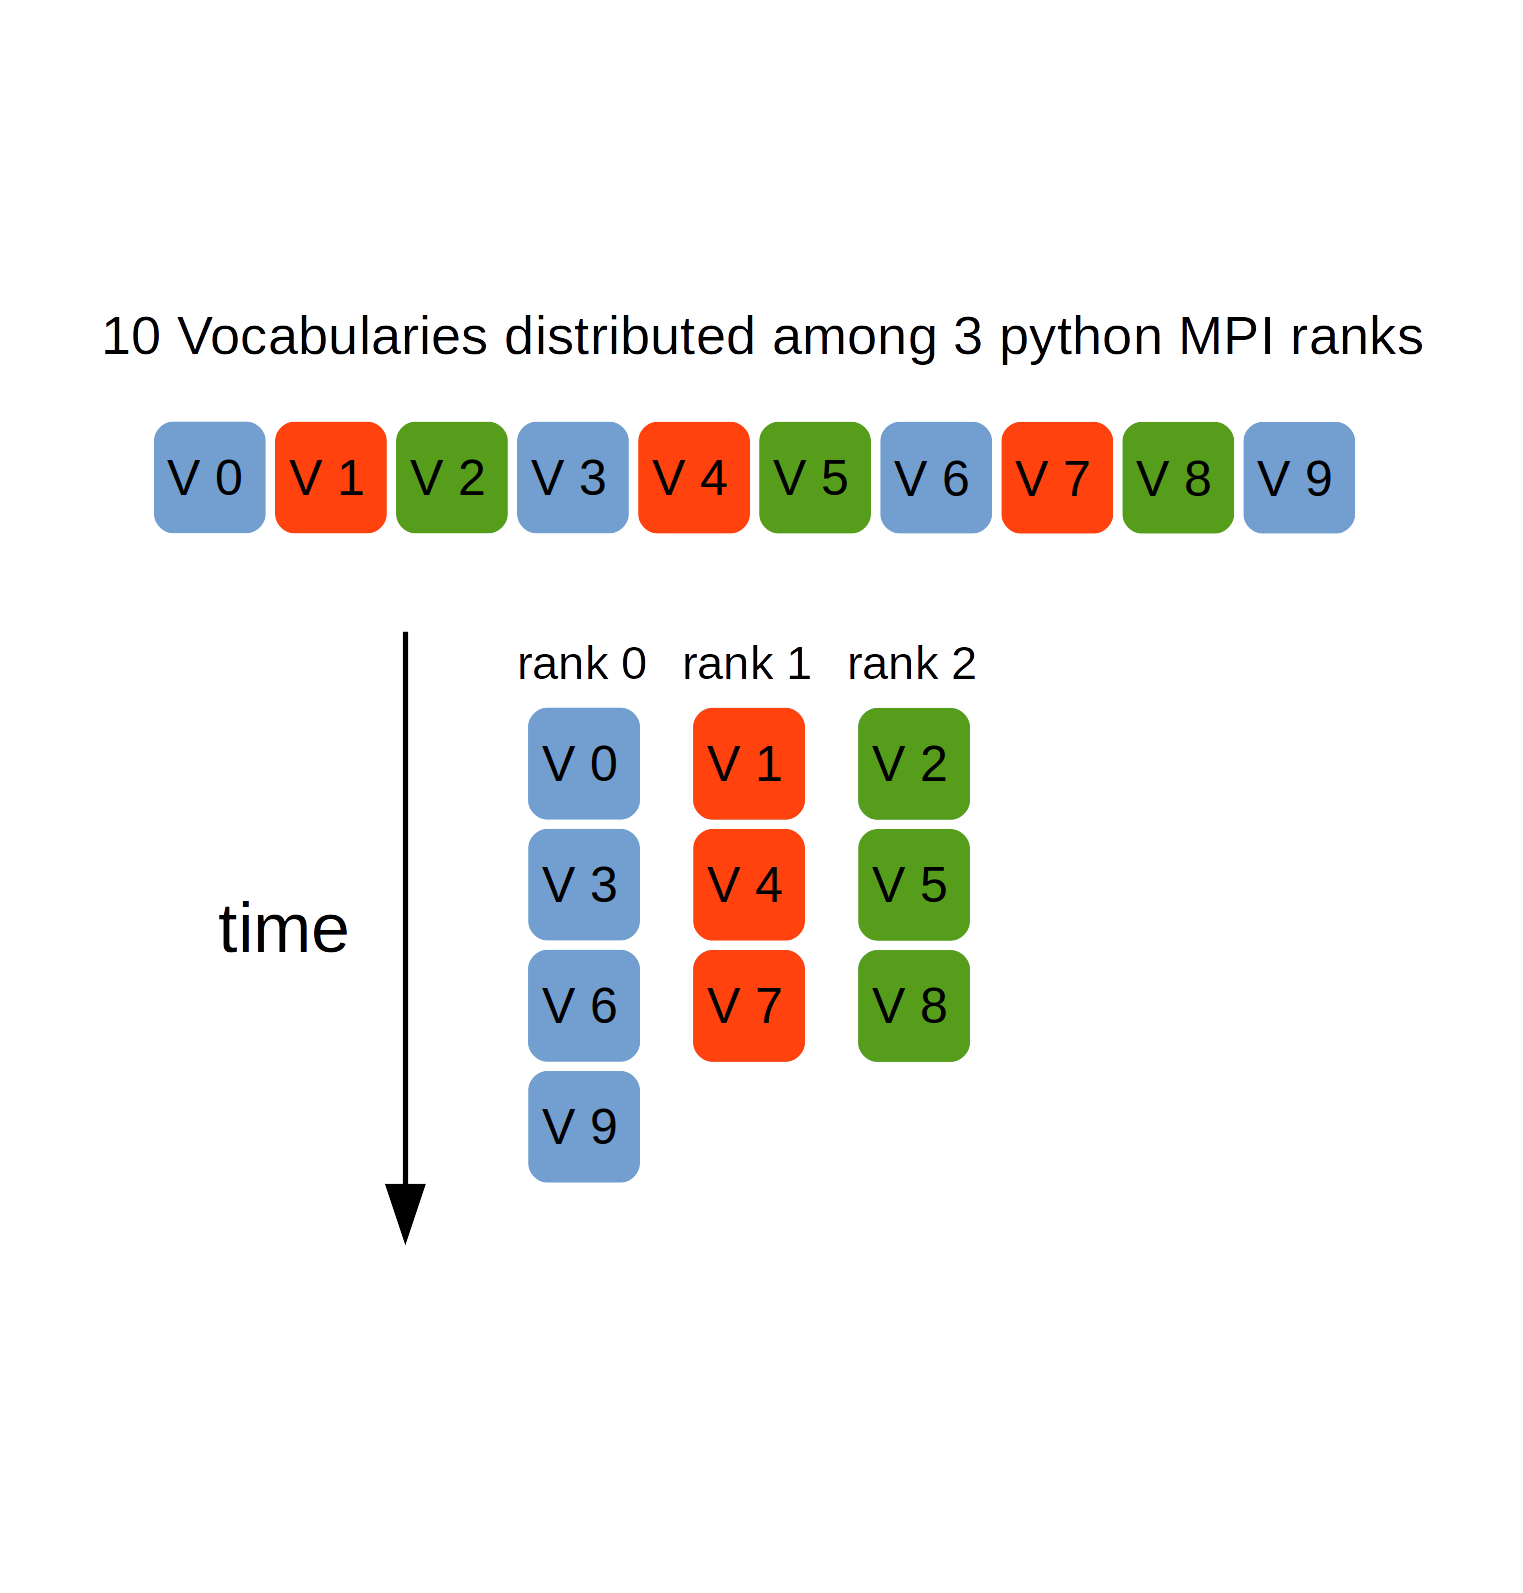 10 Vocabularies distributed among 3 python MPI ranks
V 0 V 1 V 2 V 3 V 4 V 5 V 6 V 7 V 8 V 9
rank 0 rank 1 rank 2
V 0 V 1 V 2
V 3 V 4 V 5
time
V 6 V 7 V 8
V 9